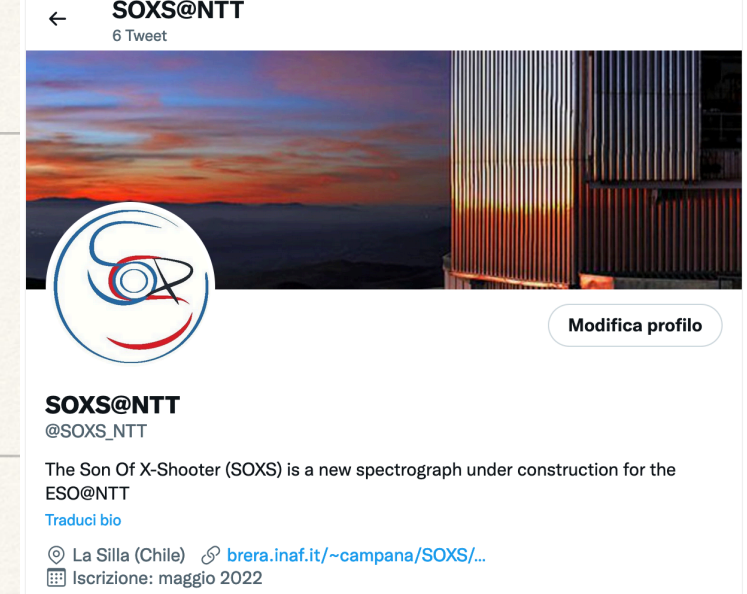 SOXS@NTT
6 Tweet
Modifica profilo
SOXS@NTT
@SOXS_NTT
The Son Of X-Shooter (SOXS) is a new spectrograph under construction for the
ESO@NTT
Traduci bio
La Silla (Chile) brera.inaf.it/~campana/SOXS/...
Iscrizione: maggio 2022